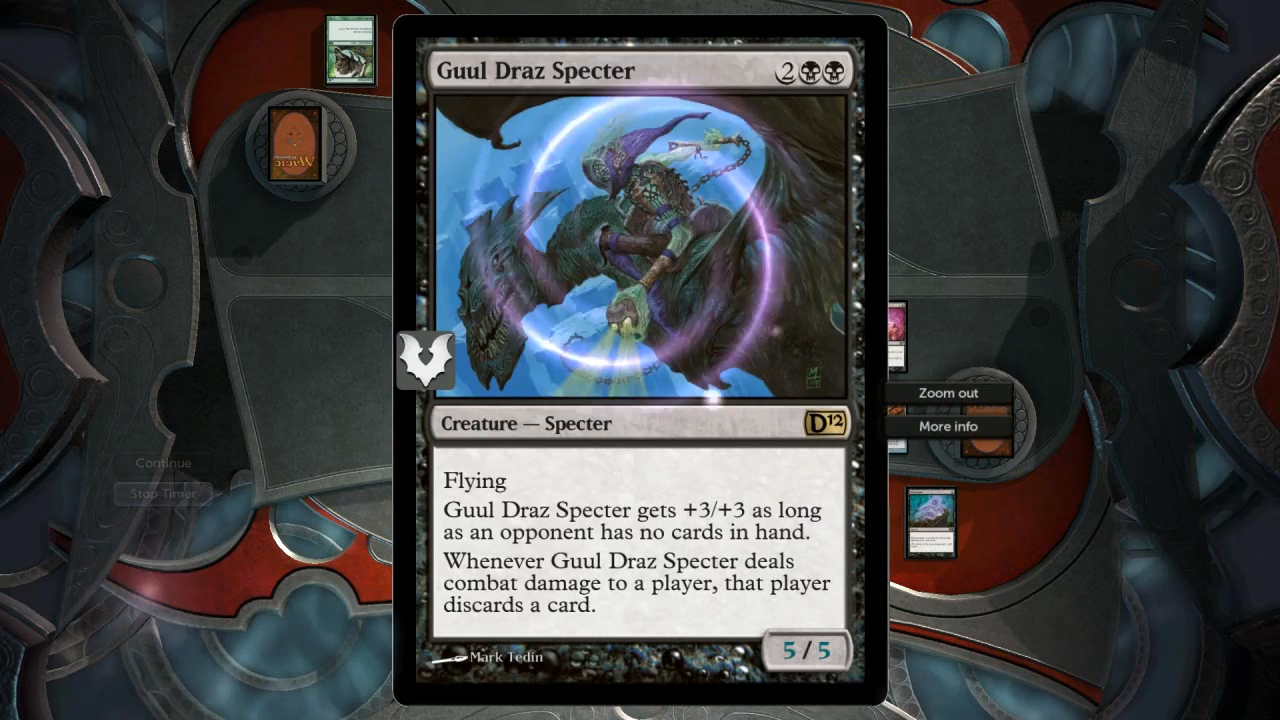 Guul Draz Specter 2
MAGIC
Zoom out
Creature — Specter D12
More info
Continue
Flying
Stop Timer
Guul Draz Specter gets +3/+3 as long
as an opponent has no cards in hand.
Whenever Guul Draz Specter deals
combat damage to a player, that player
discards a card.
5 / 5
Mark Tedin